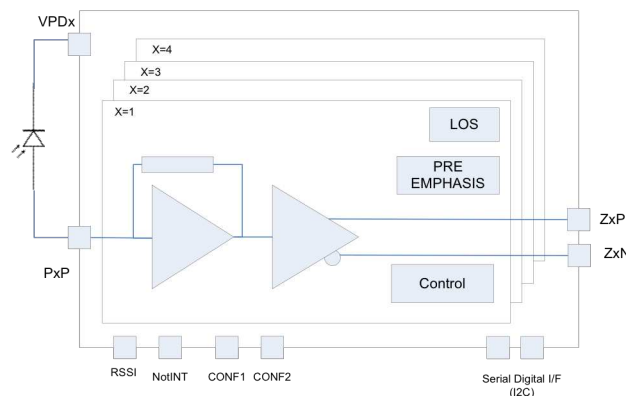 VPDx
X=4
X=3
X=2
X=1
LOS
PRE
EMPHASIS
ZxP
ZxN
PxP
Control
RSSI
NotINT
CONF1
CONF2
Serial Digital I/F
(I2C)